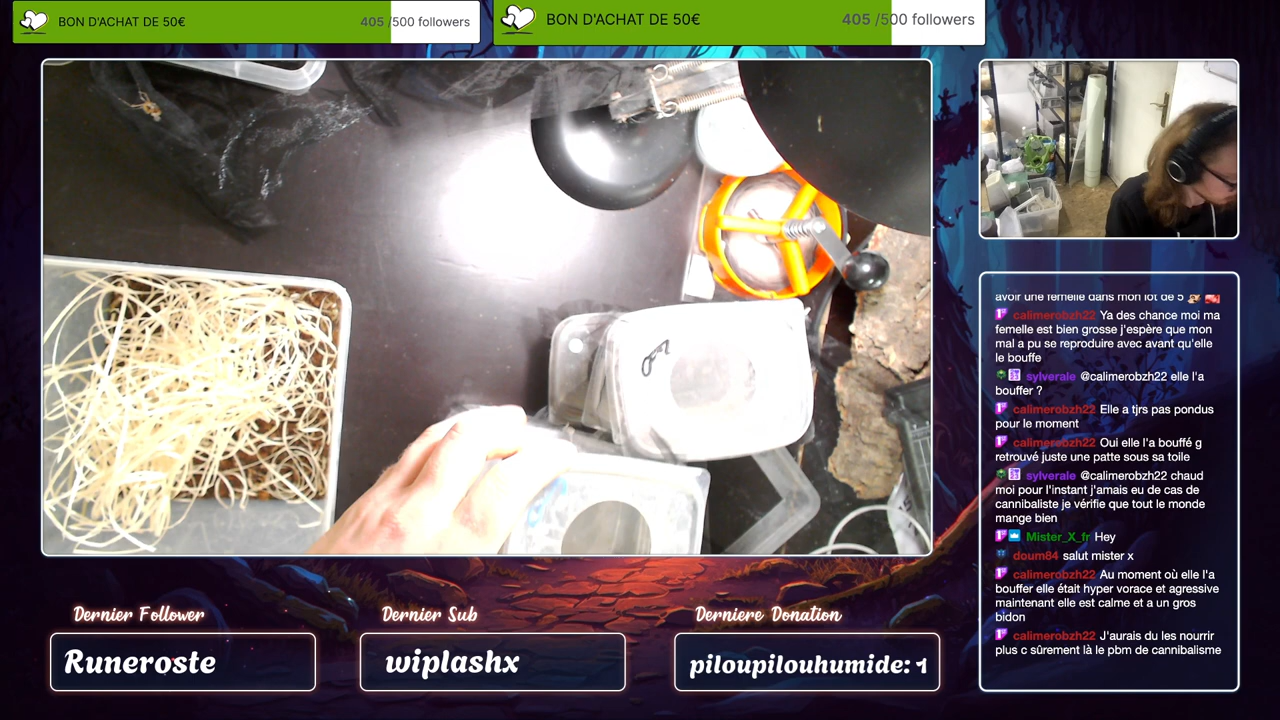 BON D'ACHAT DE 50€
405 /500 followers
BON D'ACHAT DE 50€
405 /500 followers
avoir une femelle dans mon lot de 5
calimerobzh22 Ya des chance moi ma
femelle est bien grosse j'espère que mon
mal a pu se reproduire avec avant qu'elle
le bouffe
sylverale @calimerobzh22 elle l'a
bouffer ?
calimerobzh22 Elle a tjrs pas pondus
pour le moment
calimerobzh22 Oui elle l'a bouffé g
retrouvé juste une patte sous sa toile
sylverale @calimerobzh22 chaud
moi pour l'instant j'amais eu de cas de
cannibaliste je vérifie que tout le monde
mange bien
Mister_X_fr Hey
doum84 salut mister x
calimerobzh22 Au moment où elle l'a
bouffer elle était hyper vorace et agressive
maintenant elle est calme et a un gros
bidon
calimerobzh22 J'aurais du les nourrir
plus c sûrement là le pbm de cannibalisme
Dernier Follower
Runeroste
Dernier Sub
wiplashx
Derniere Donation
piloupilouhumide: 1